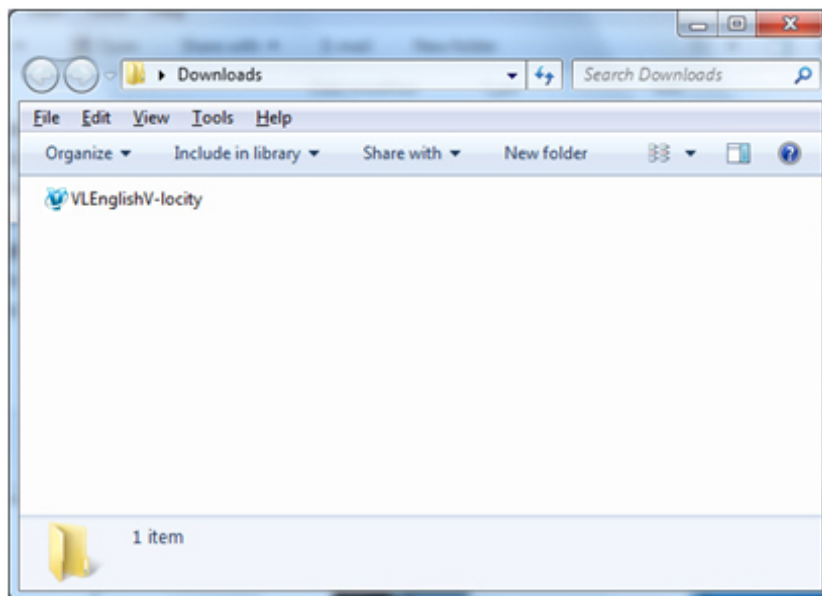 Downloads
Search Downloads
File Edit View Tools Help
Organize Include in library Share with New folder
VLEnglishV-locity
1 item